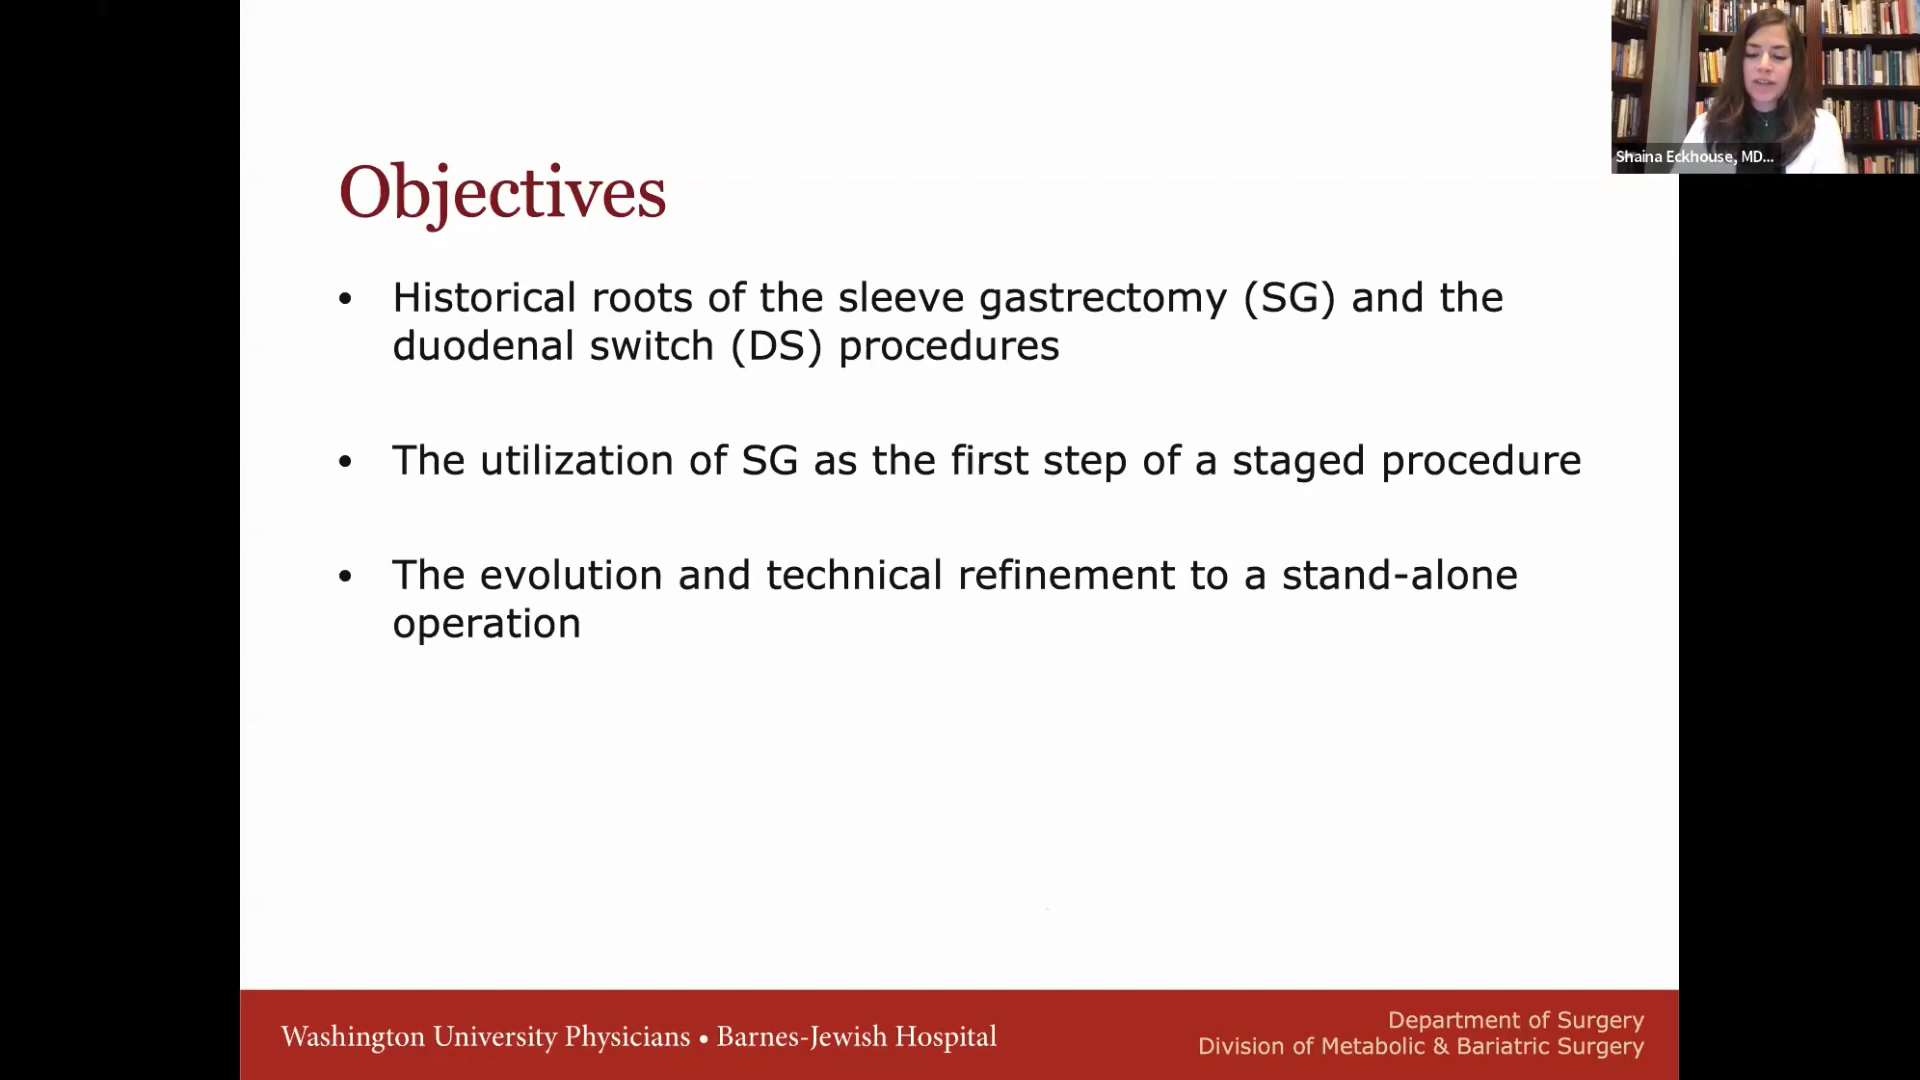 Shaina Eckhouse, MD...
Objectives
• Historical roots of the sleeve gastrectomy (SG) and the
duodenal switch (DS) procedures
• The utilization of SG as the first step of a staged procedure
• The evolution and technical refinement to a stand-alone
operation
Washington University Physicians • Barnes-Jewish Hospital
Department of Surgery
Division of Metabolic & Bariatric Surgery